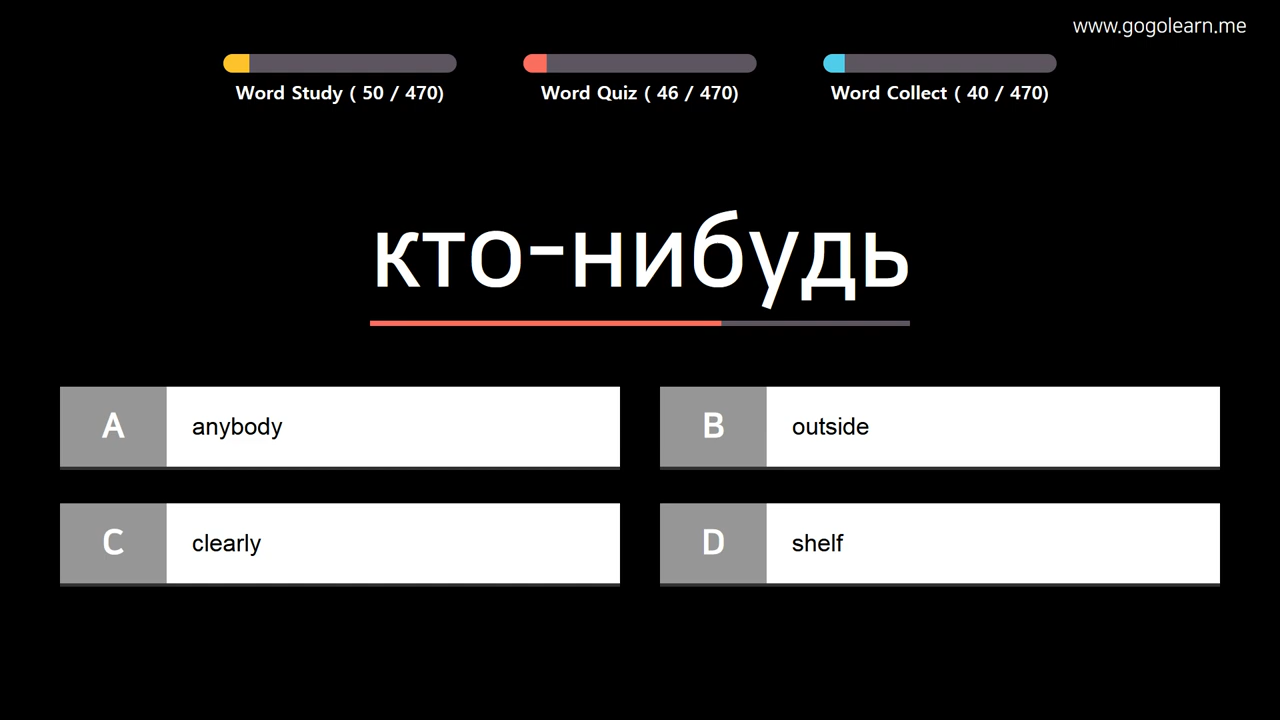 www.gogolearn.me
Word Study ( 50 / 470)
Word Quiz ( 46 / 470)
Word Collect ( 40 / 470)
кто-нибудь
A anybody
B outside
C clearly
D shelf